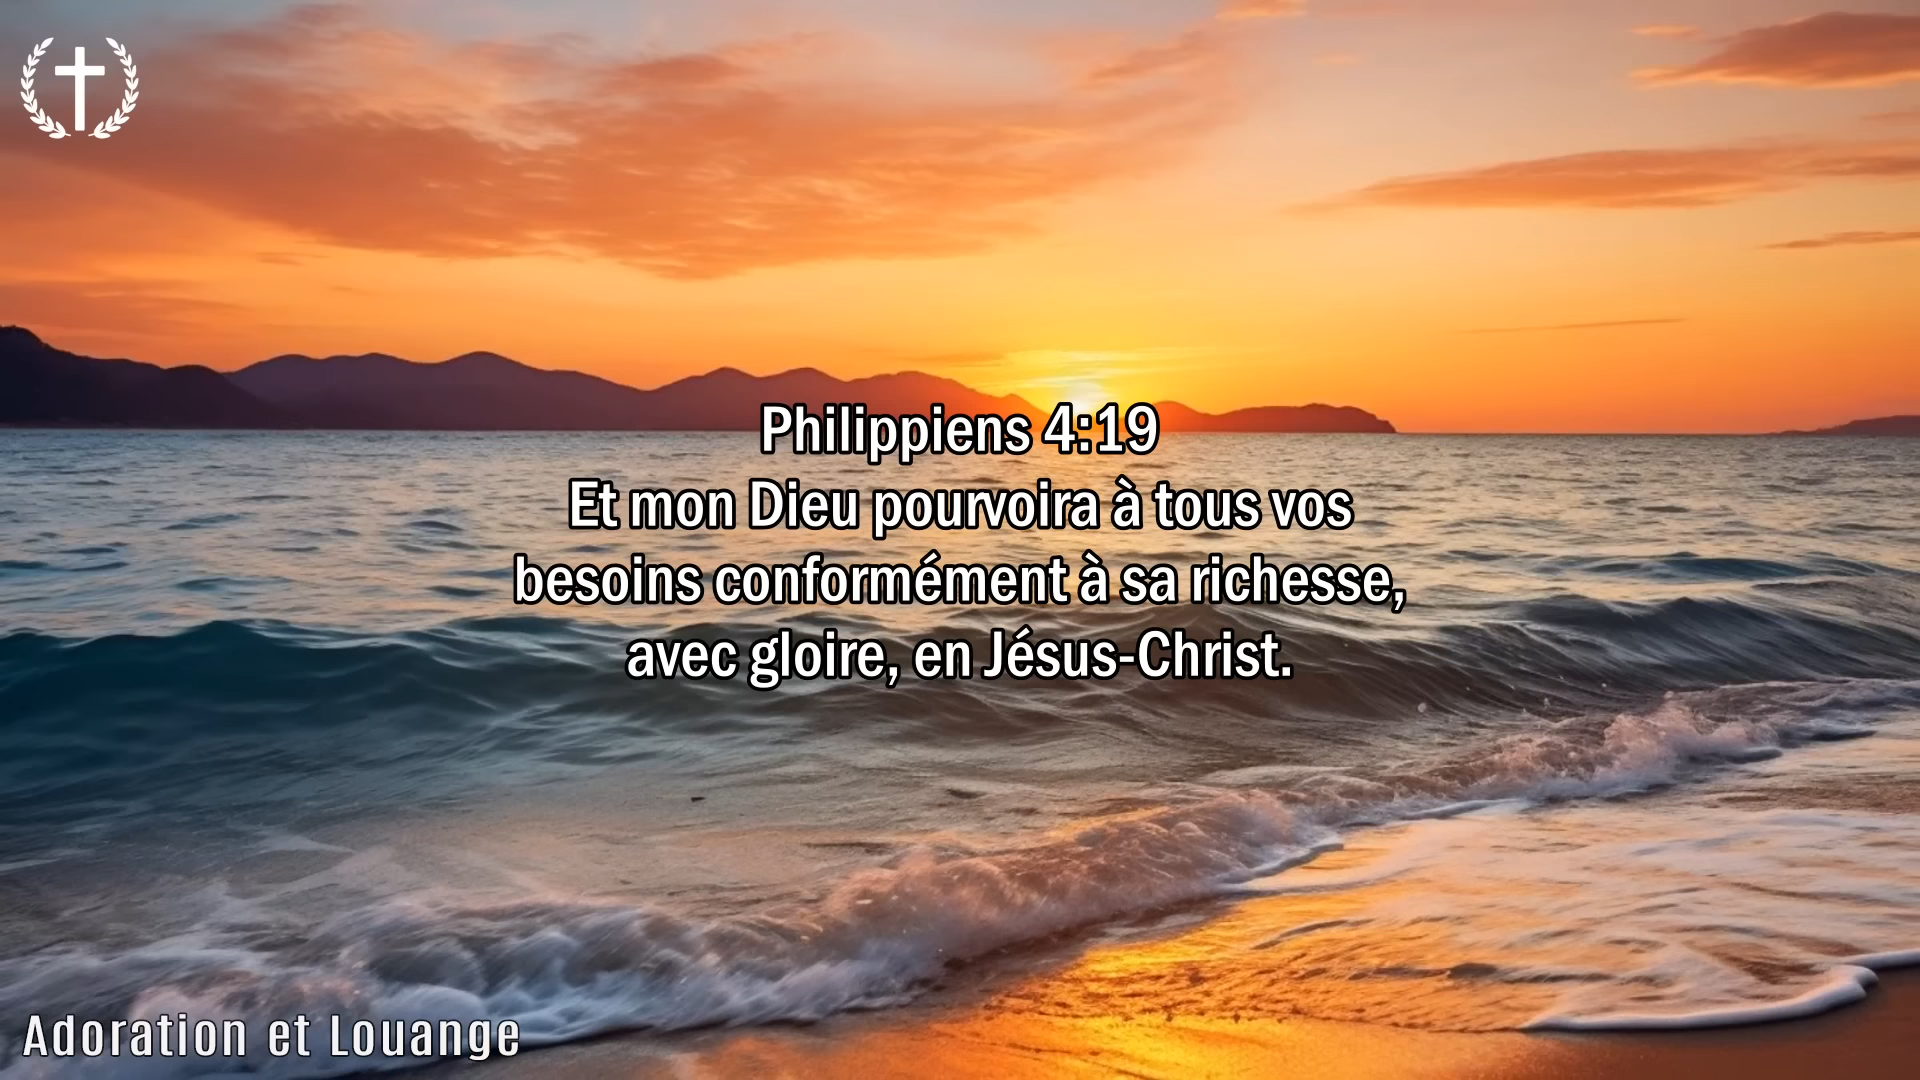 Philippiens 4:19
Et mon Dieu pourvoira à tous vos
besoins conformément à sa richesse,
avec gloire, en Jésus-Christ.
Adoration et Louange